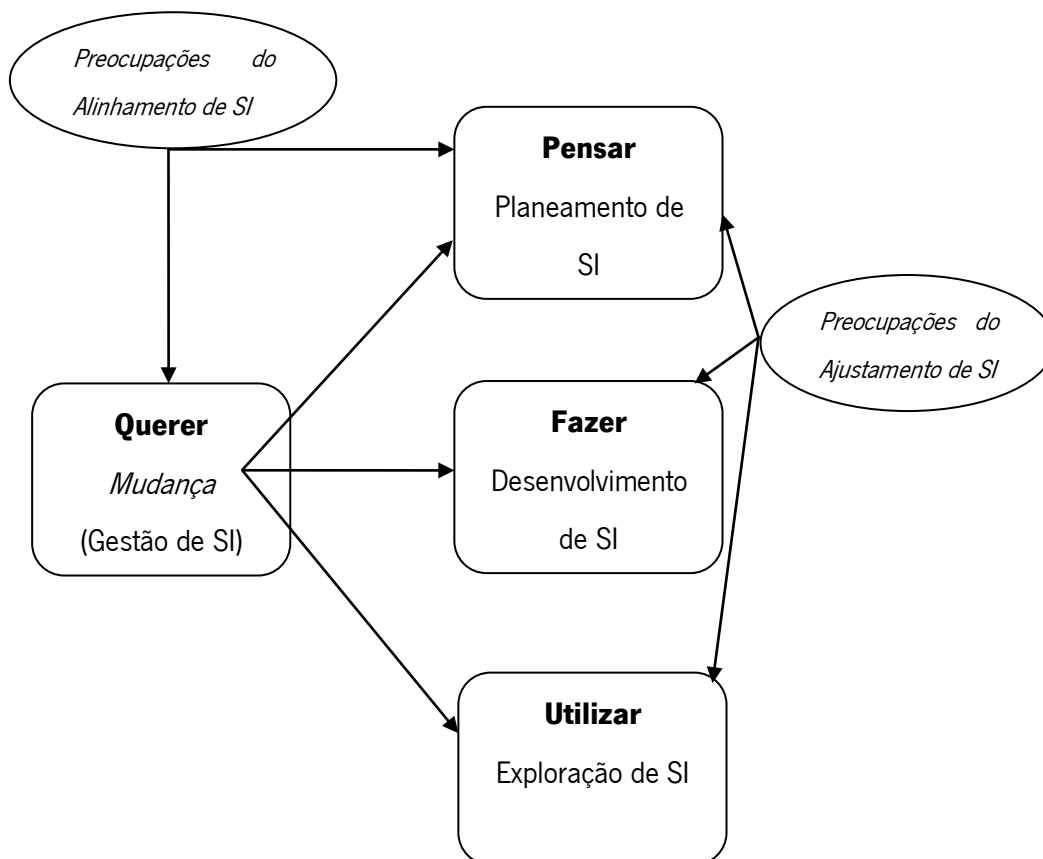 Preocupações do
Alinhamento de SI
Pensar
Planeamento de
SI
Preocupações do
Ajustamento de SI
Querer
Mudança
(Gestão de SI)
Fazer
Desenvolvimento
de SI
Utilizar
Exploração de SI